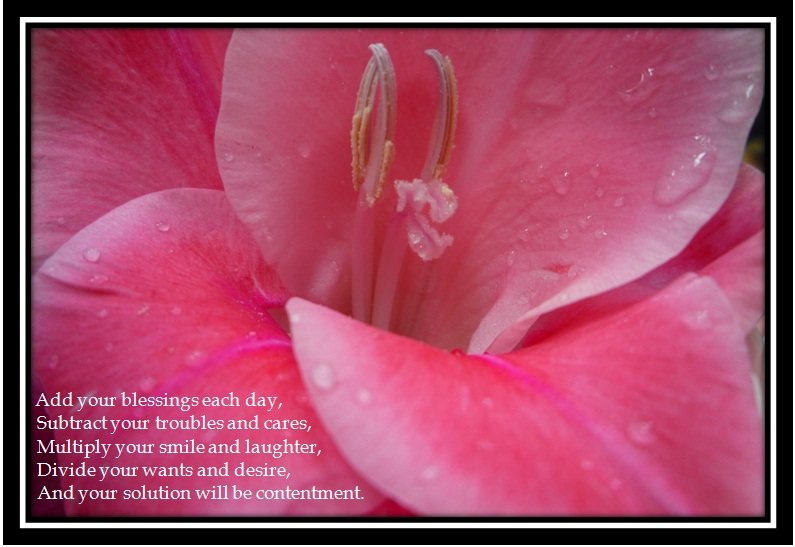 Add your blessings each day,
Subtract your troubles and cares,
Multiply your smile and laughter,
Divide your wants and desire,
And your solution will be contentment.